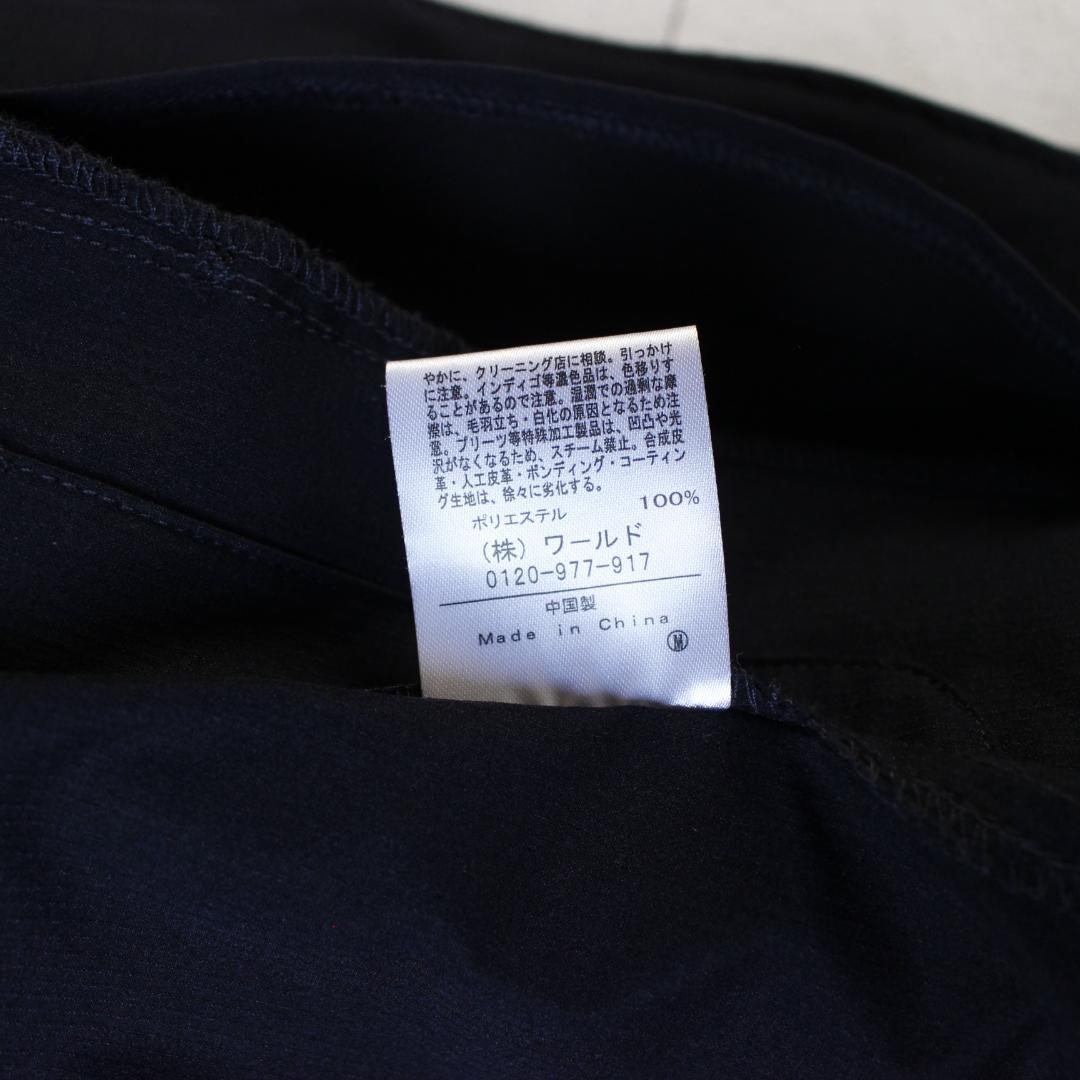 やかに、クリーニング店に相談。引っかけ
に注意。インディゴ等濃色品は、色移りす
ることがあるので注意。湿潤での過剰な摩
擦は、毛羽立ち・白化の原因となるため注
意。プリーツ等特殊加工製品は、凹凸や光
沢がなくなるため、スチーム禁止。合成皮
革・人工皮革・ボンディング・コーティン
グ生地は、徐々に劣化する。
ポリエステル 100%
(株) ワールド
0120-977-917
中国製
Made in China
M